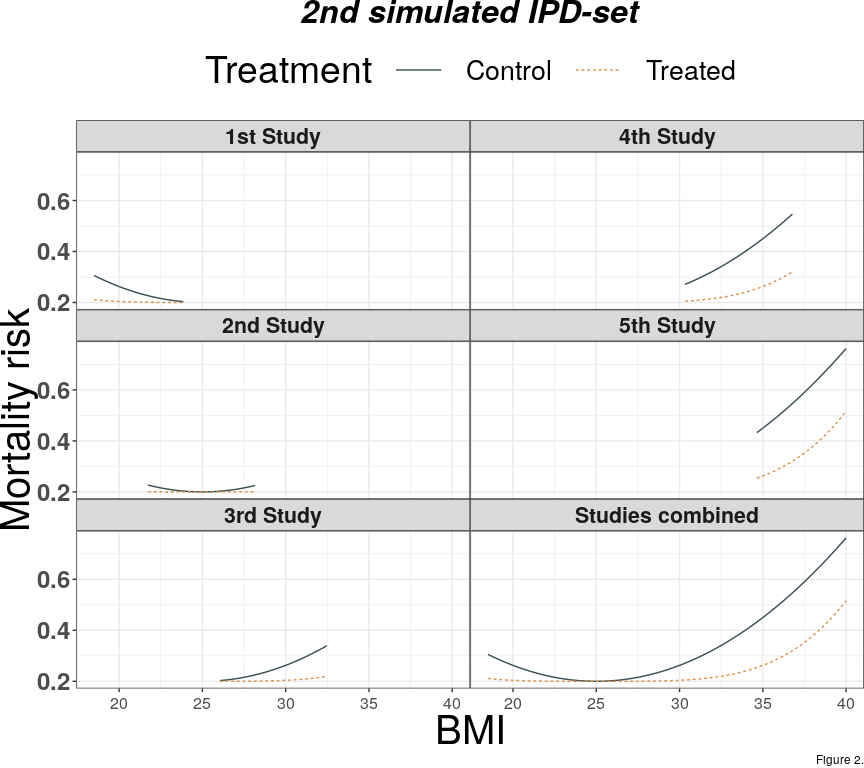 2nd simulated IPD-set
Treatment Control Treated
1st Study 4th Study
0.6
0.4
0.2
2nd Study 5th Study
0.6
0.4
0.2
3rd Study Studies combined
0.6
0.4
0.2
20 25 30 35 40 20 25 30 35 40
Mortality risk
BMI
Figure 2.